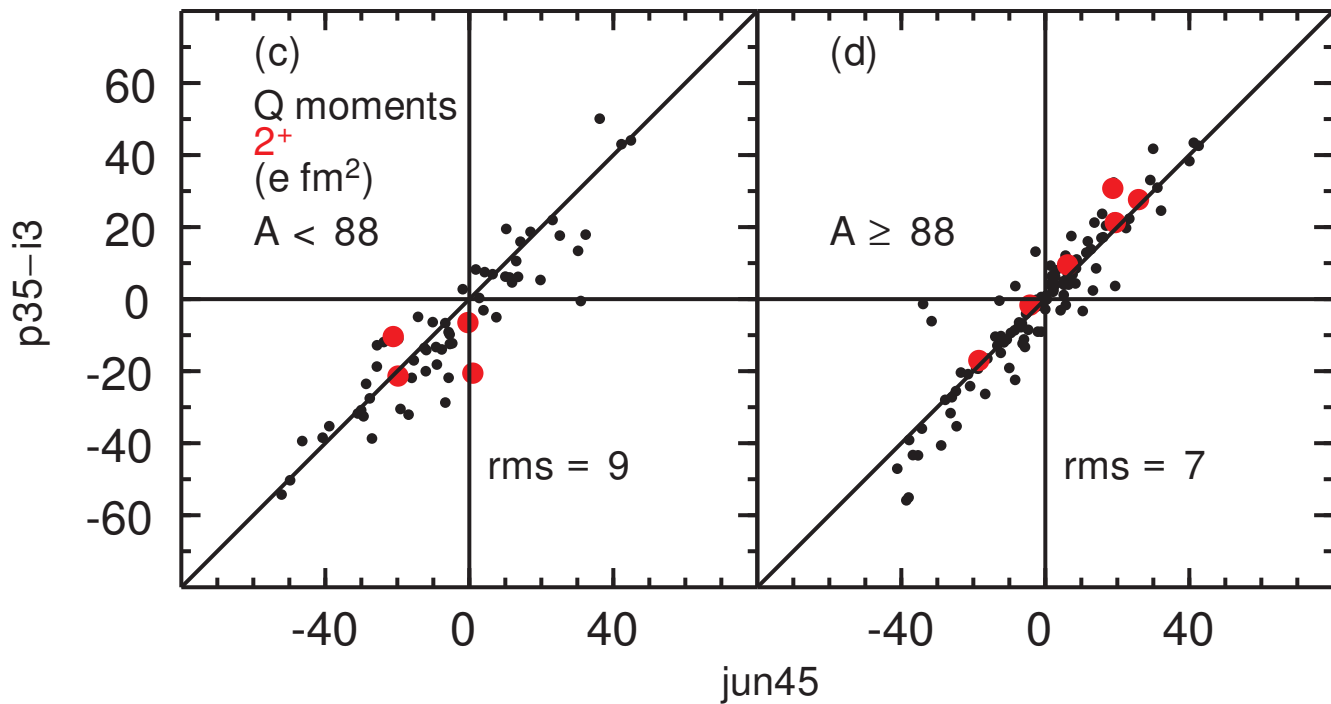 (c)
Q moments
2⁺
(e fm²)
A < 88
rms = 9
(d)
A ≥ 88
rms = 7
60
40
20
0
-20
-40
-60
p35−i3
-40 0 40
-40 0 40
jun45